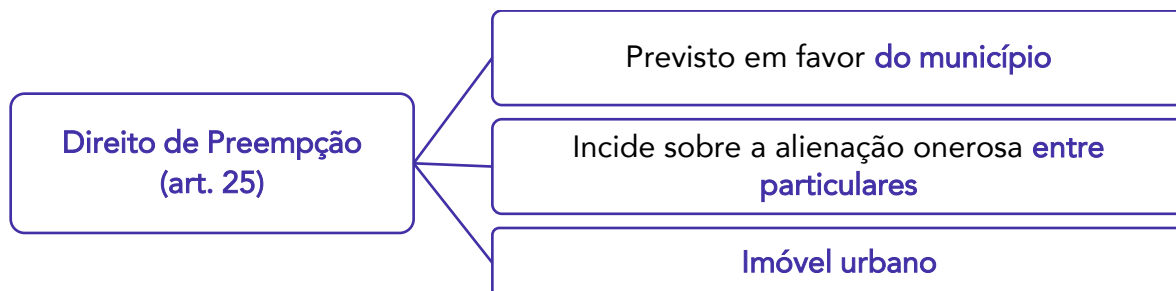 Direito de Preempção
(art. 25)
Previsto em favor do município
Incide sobre a alienação onerosa entre
particulares
Imóvel urbano